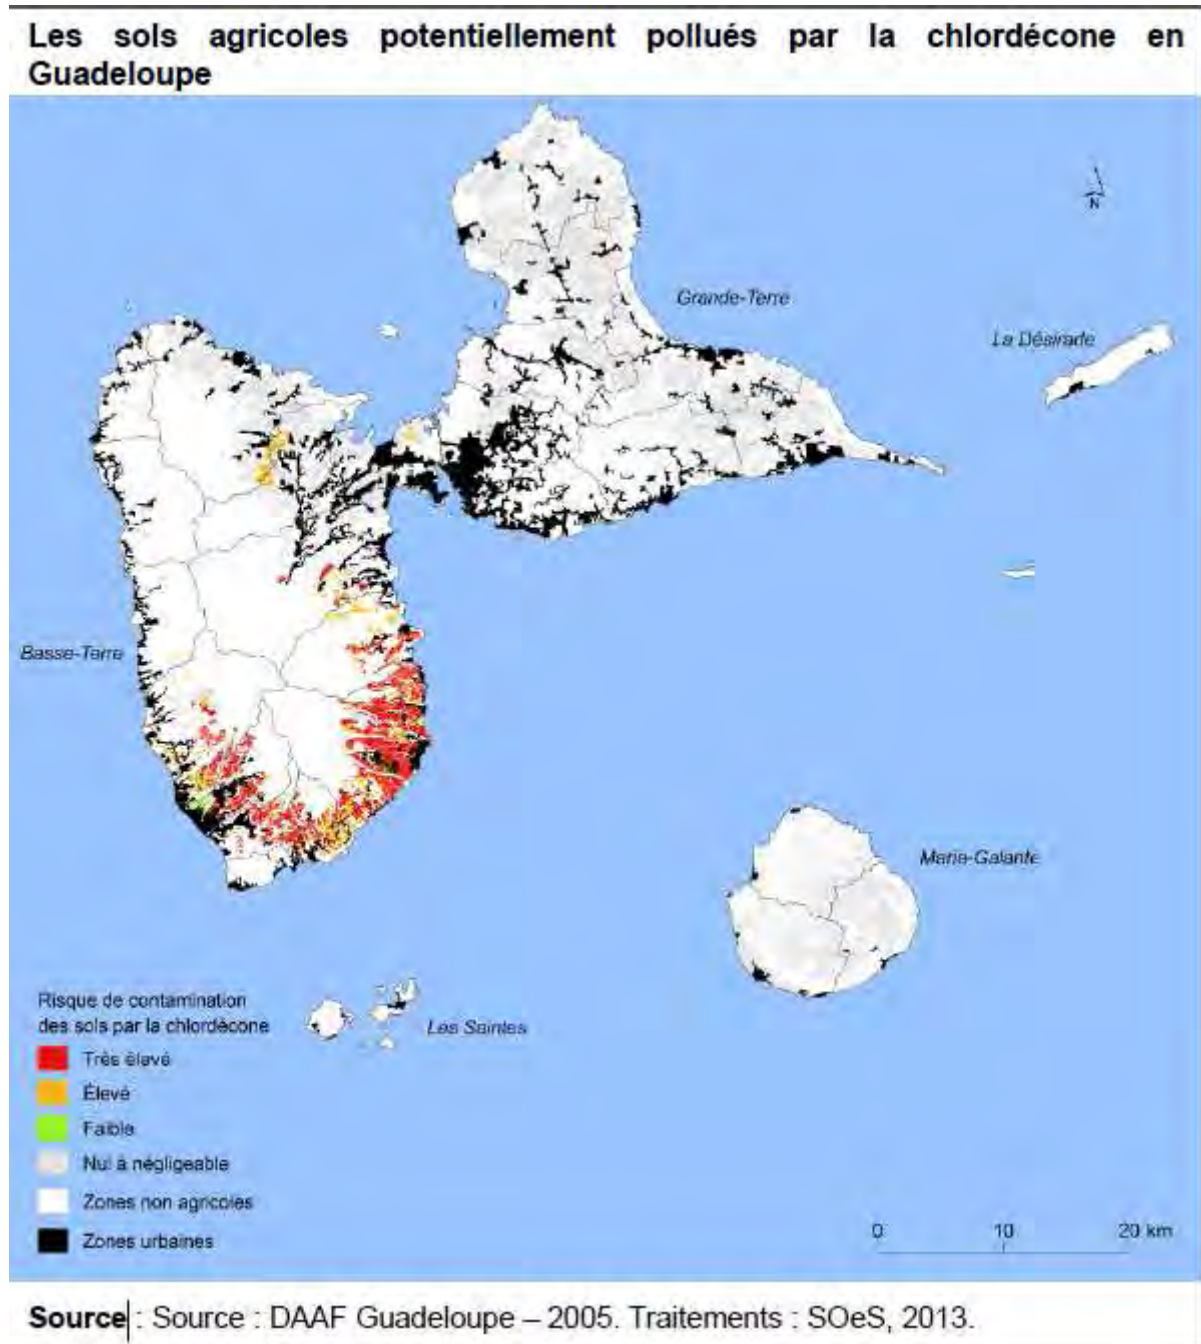 Les sols agricoles potentiellement pollués par la chlordécone en
Guadeloupe
N
Grande-Terre
La Désirade
Basse-Terre
Marie-Galante
Risque de contamination
des sols par la chlordécone
Les Saintes
Très élevé
Élevé
Faible
Nul à négligeable
Zones non agricoles
Zones urbaines
0 10 20 km
Source : Source : DAAF Guadeloupe – 2005. Traitements : SOeS, 2013.